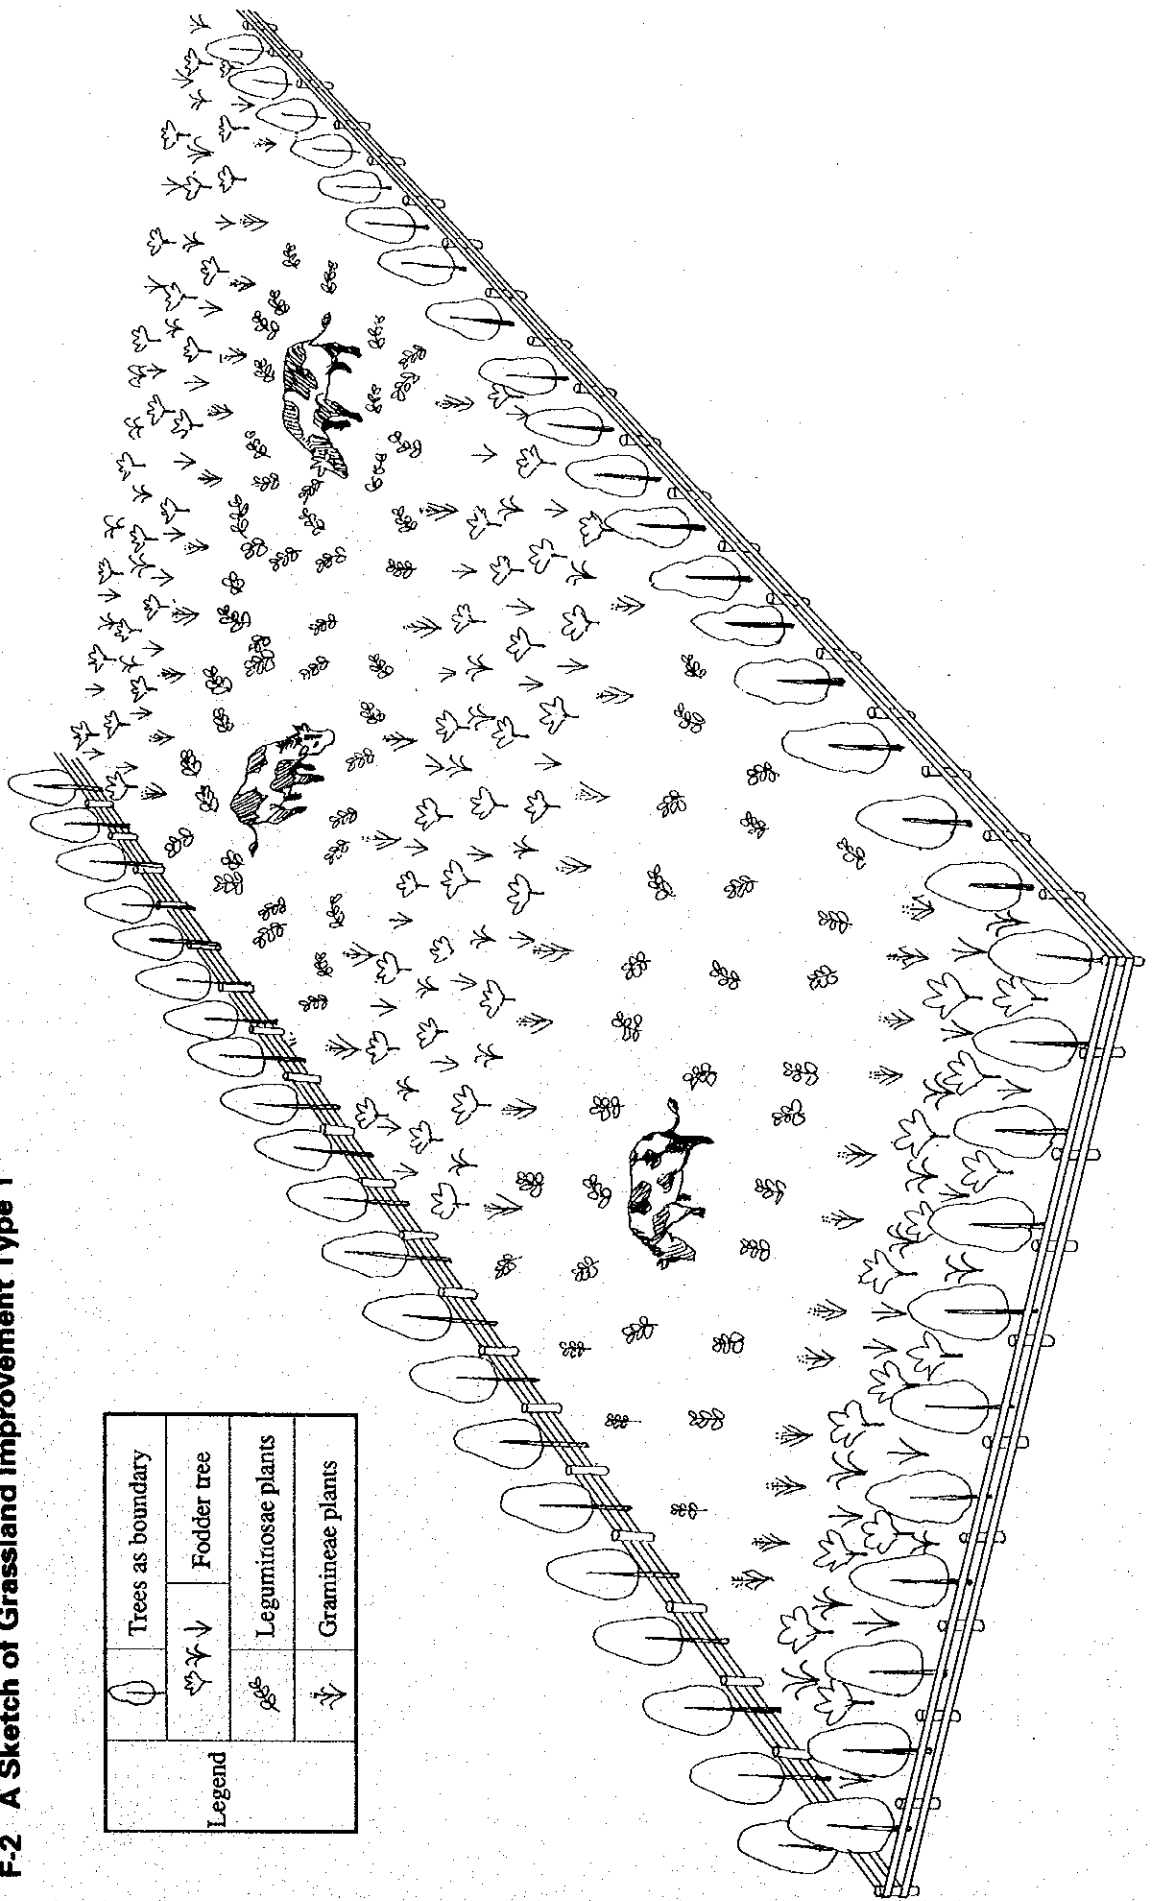 F-2 A Sketch of Grassland Improvement Type 1
Legend
Trees as boundary
Fodder tree
Leguminosae plants
Gramineae plants